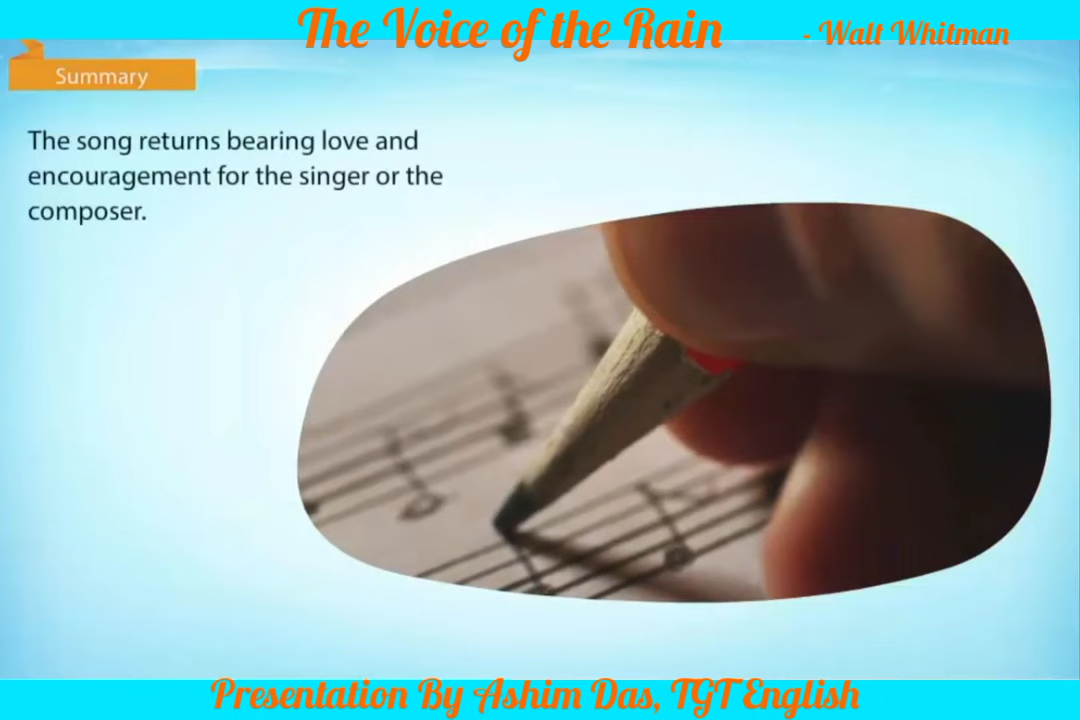 The Voice of the Rain - Walt Whitman
Summary
The song returns bearing love and
encouragement for the singer or the
composer.
Presentation By Ashim Das, TGT English